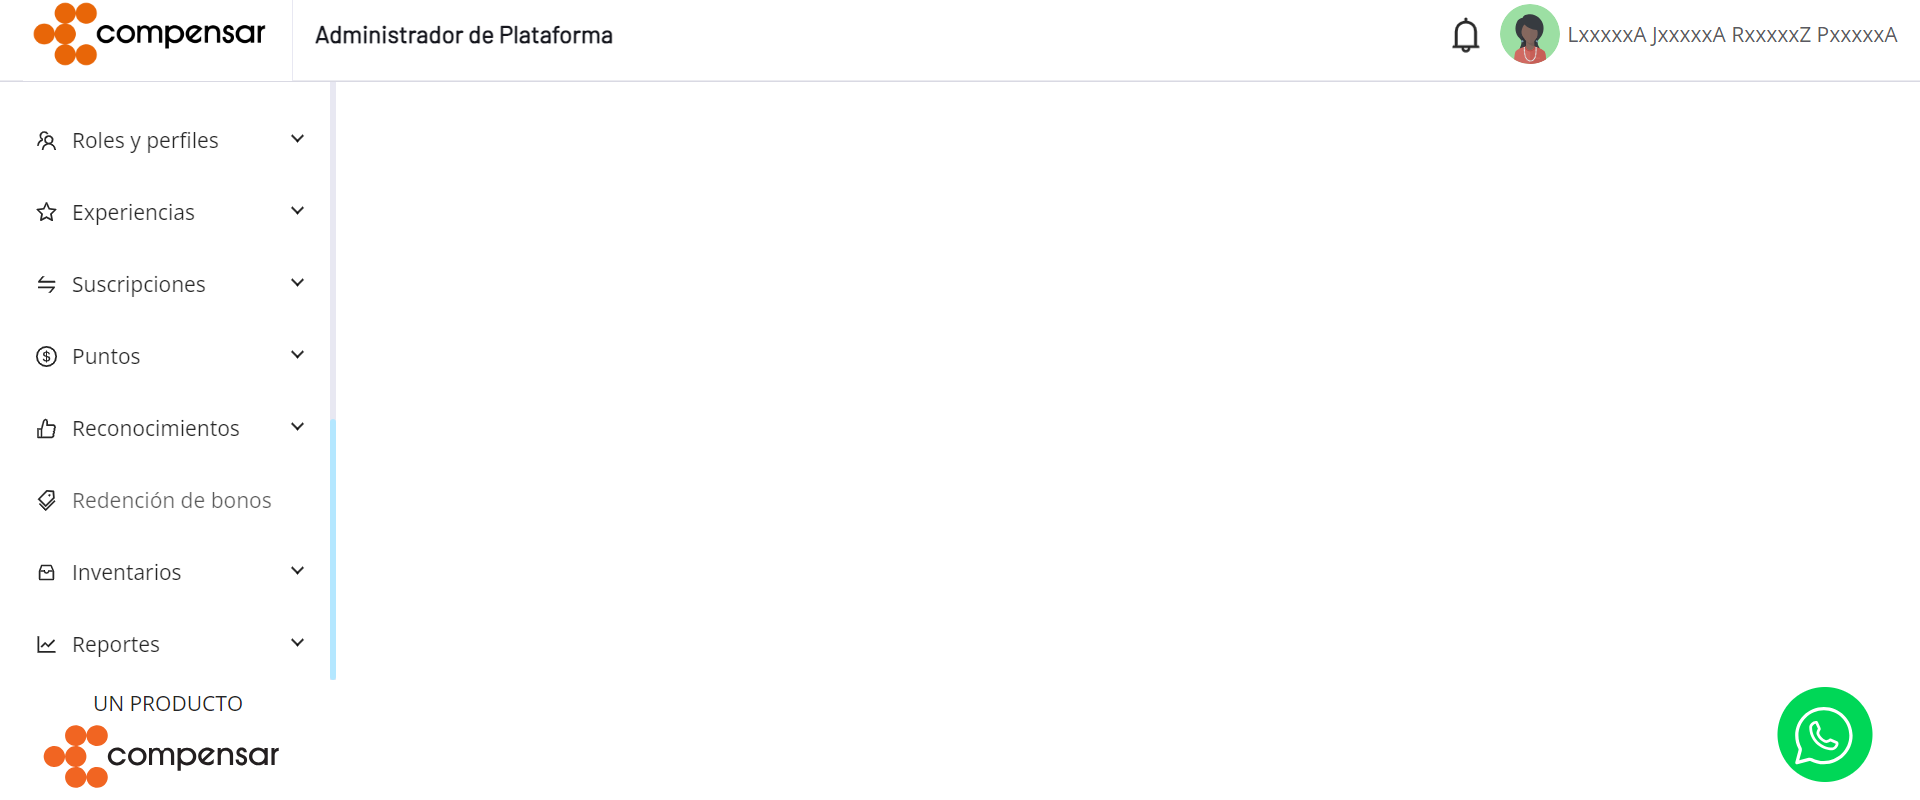 compensar
Administrador de Plataforma
LxxxxxA JxxxxxA RxxxxxZ PxxxxxA
Roles y perfiles
Experiencias
Suscripciones
Puntos
Reconocimientos
Redención de bonos
Inventarios
Reportes
UN PRODUCTO
compensar